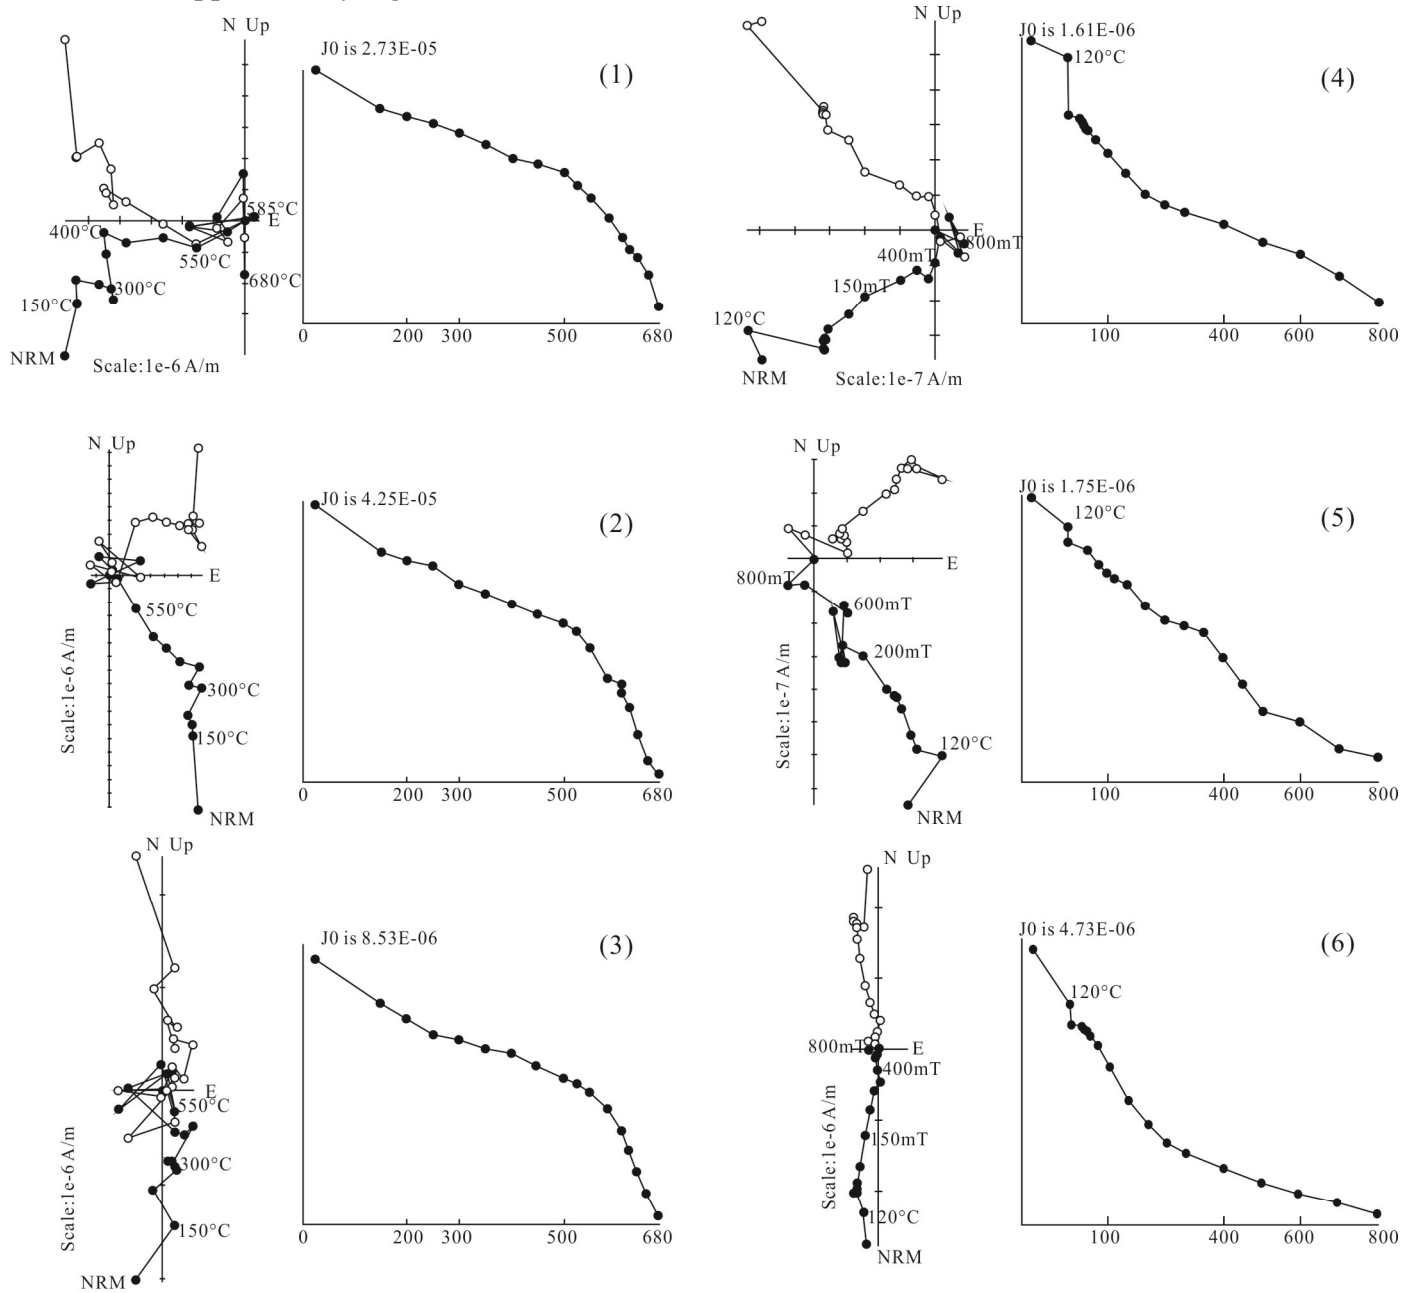 N Up
J0 is 2.73E-05
(1)
585°C
E
400°C
550°C
680°C
300°C
150°C
NRM
Scale:1e-6 A/m
0
200
300
500
680
N Up
J0 is 1.61E-06
120°C
(4)
E
800mT
400mT
150mT
120°C
NRM
Scale:1e-7 A/m
100
400
600
800
N Up
J0 is 4.25E-05
(2)
E
550°C
300°C
150°C
NRM
Scale:1e-6 A/m
0
200
300
500
680
N Up
J0 is 1.75E-06
120°C
(5)
E
800mT
600mT
200mT
120°C
NRM
Scale:1e-7 A/m
100
400
600
800
N Up
J0 is 8.53E-06
(3)
E
550°C
300°C
150°C
NRM
Scale:1e-6 A/m
0
200
300
500
680
N Up
J0 is 4.73E-06
120°C
(6)
800mT
E
400mT
150mT
120°C
NRM
Scale:1e-6 A/m
100
400
600
800